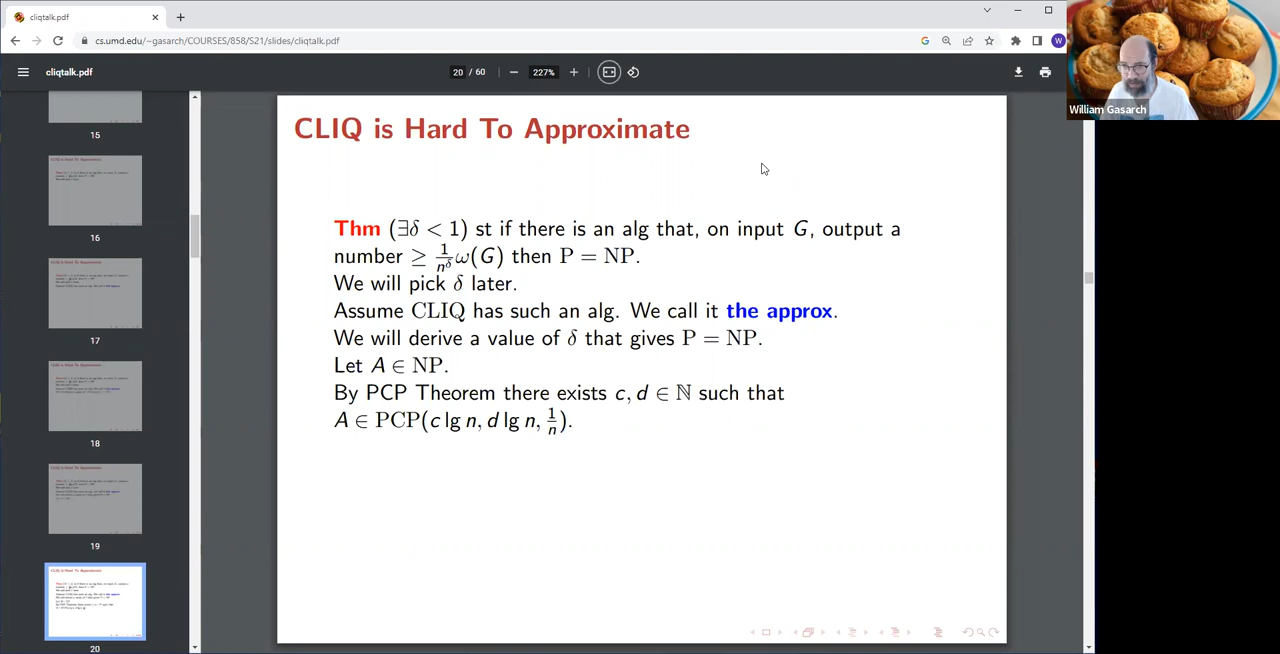 cliqtalk.pdf
cs.umd.edu/~gasarch/COURSES/858/S21/slides/cliqtalk.pdf
W
William Gasarch
cliqtalk.pdf
20 / 60
227%
15
16
17
18
19
20
CLIQ is Hard To Approximate
Thm (∃δ < 1) st if there is an alg that, on input G, output a
number ≥ 1/n^δ ω(G) then P = NP.
We will pick δ later.
Assume CLIQ has such an alg. We call it the approx.
We will derive a value of δ that gives P = NP.
Let A ∈ NP.
By PCP Theorem there exists c, d ∈ ℕ such that
A ∈ PCP(c lg n, d lg n, 1/n).